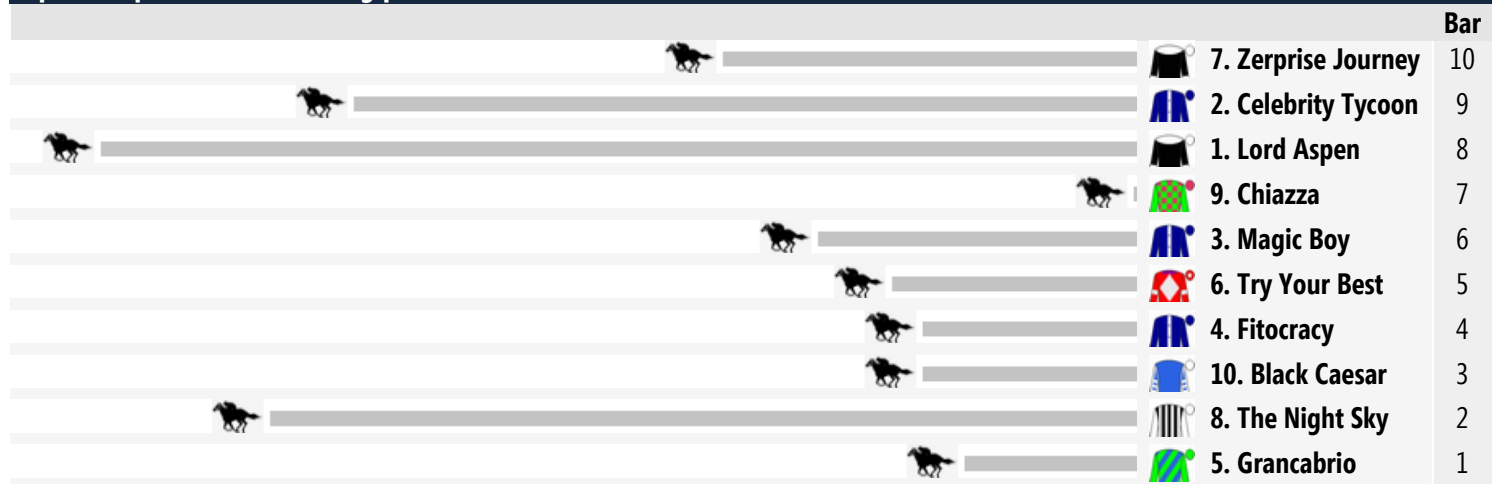 Bar
7. Zerprise Journey 10
2. Celebrity Tycoon 9
1. Lord Aspen 8
9. Chiazza 7
3. Magic Boy 6
6. Try Your Best 5
4. Fitocracy 4
10. Black Caesar 3
8. The Night Sky 2
5. Grancabrio 1